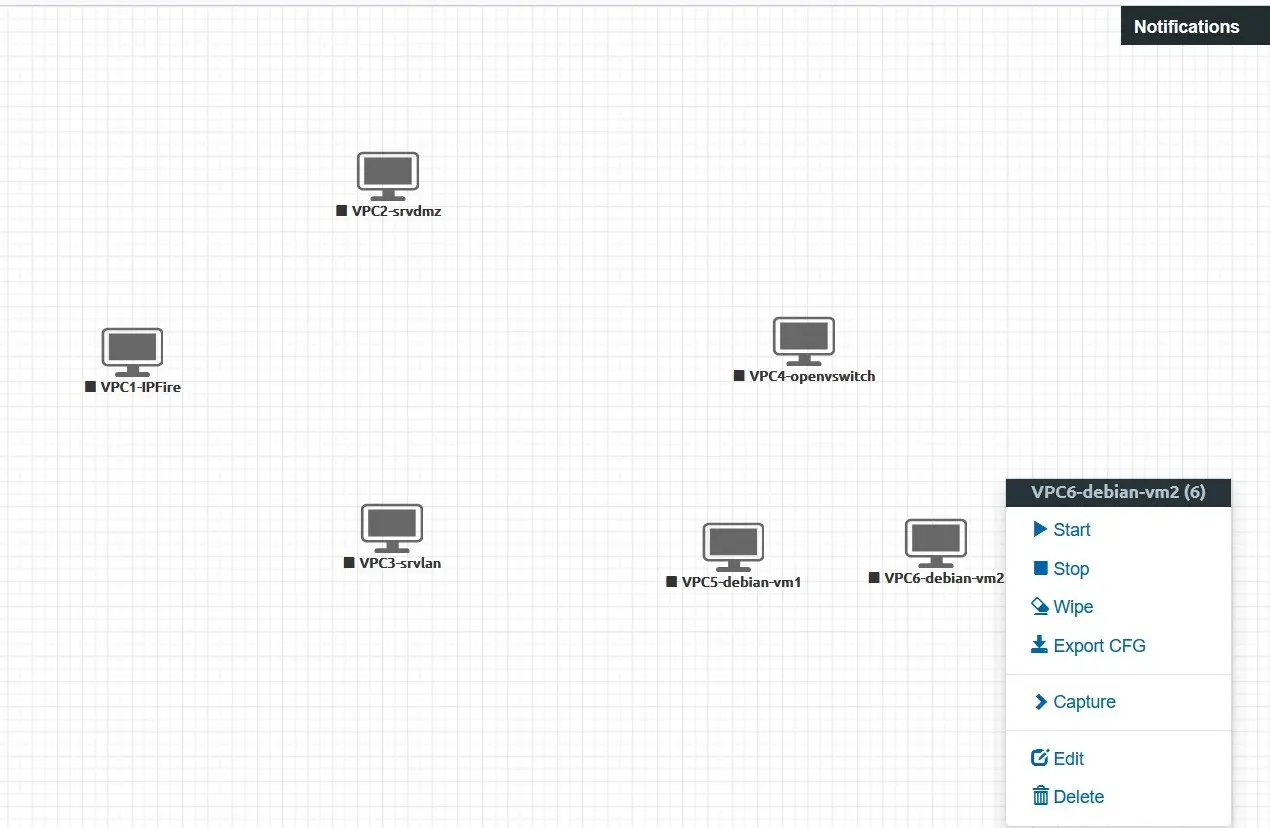 Notifications
VPC2-srvdmz
VPC1-IPFire
VPC4-openvswitch
VPC3-srvlan
VPC5-debian-vm1
VPC6-debian-vm2
VPC6-debian-vm2 (6)
Start
Stop
Wipe
Export CFG
Capture
Edit
Delete